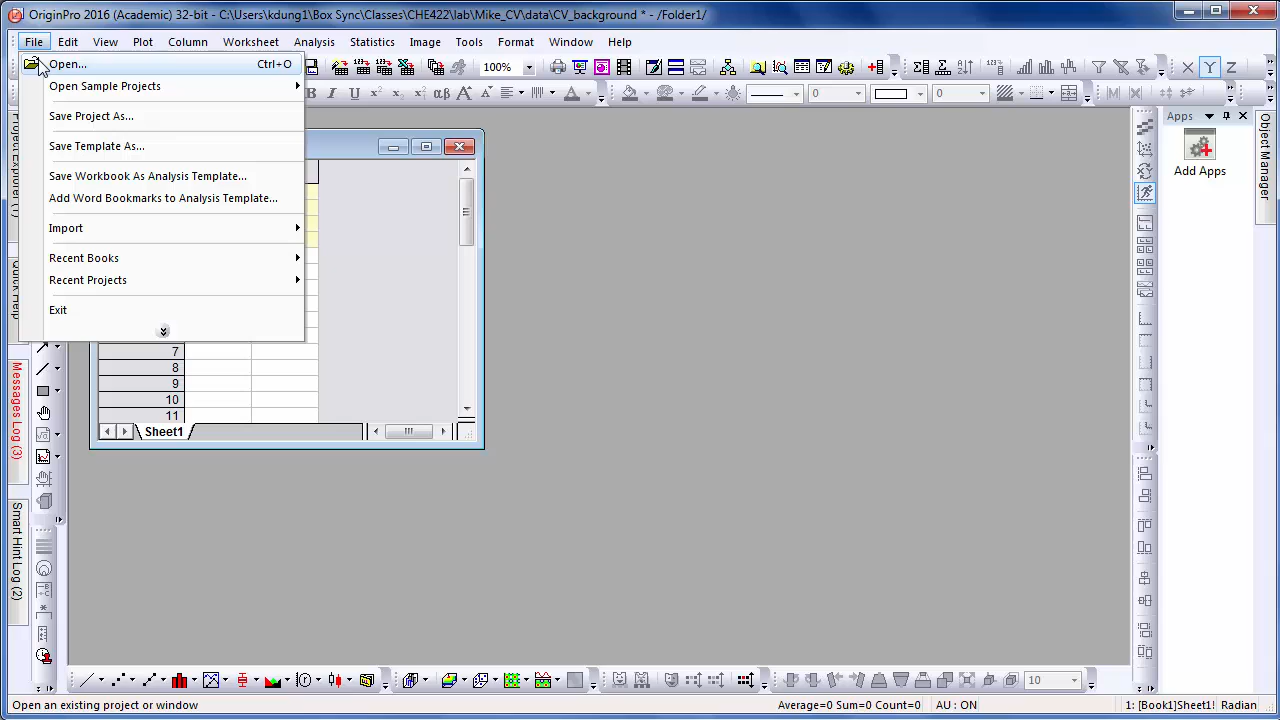 OriginPro 2016 (Academic) 32-bit - C:\Users\kdung1\Box Sync\Classes\CHE422\lab\Mike_CV\data\CV_background * - /Folder1/
File Edit View Plot Column Worksheet Analysis Statistics Image Tools Format Window Help
Open... Ctrl+O
Open Sample Projects
Save Project As...
Save Template As...
Save Workbook As Analysis Template...
Add Word Bookmarks to Analysis Template...
Import
Recent Books
Recent Projects
Exit
100%
0
0
Project Explorer (1)
Quick Help
Messages Log (3)
Smart Hint Log (2)
7
8
9
10
11
Sheet1
Apps
Add Apps
Object Manager
10
Open an existing project or window
Average=0 Sum=0 Count=0
AU : ON
1: [Book1]Sheet1! Radian